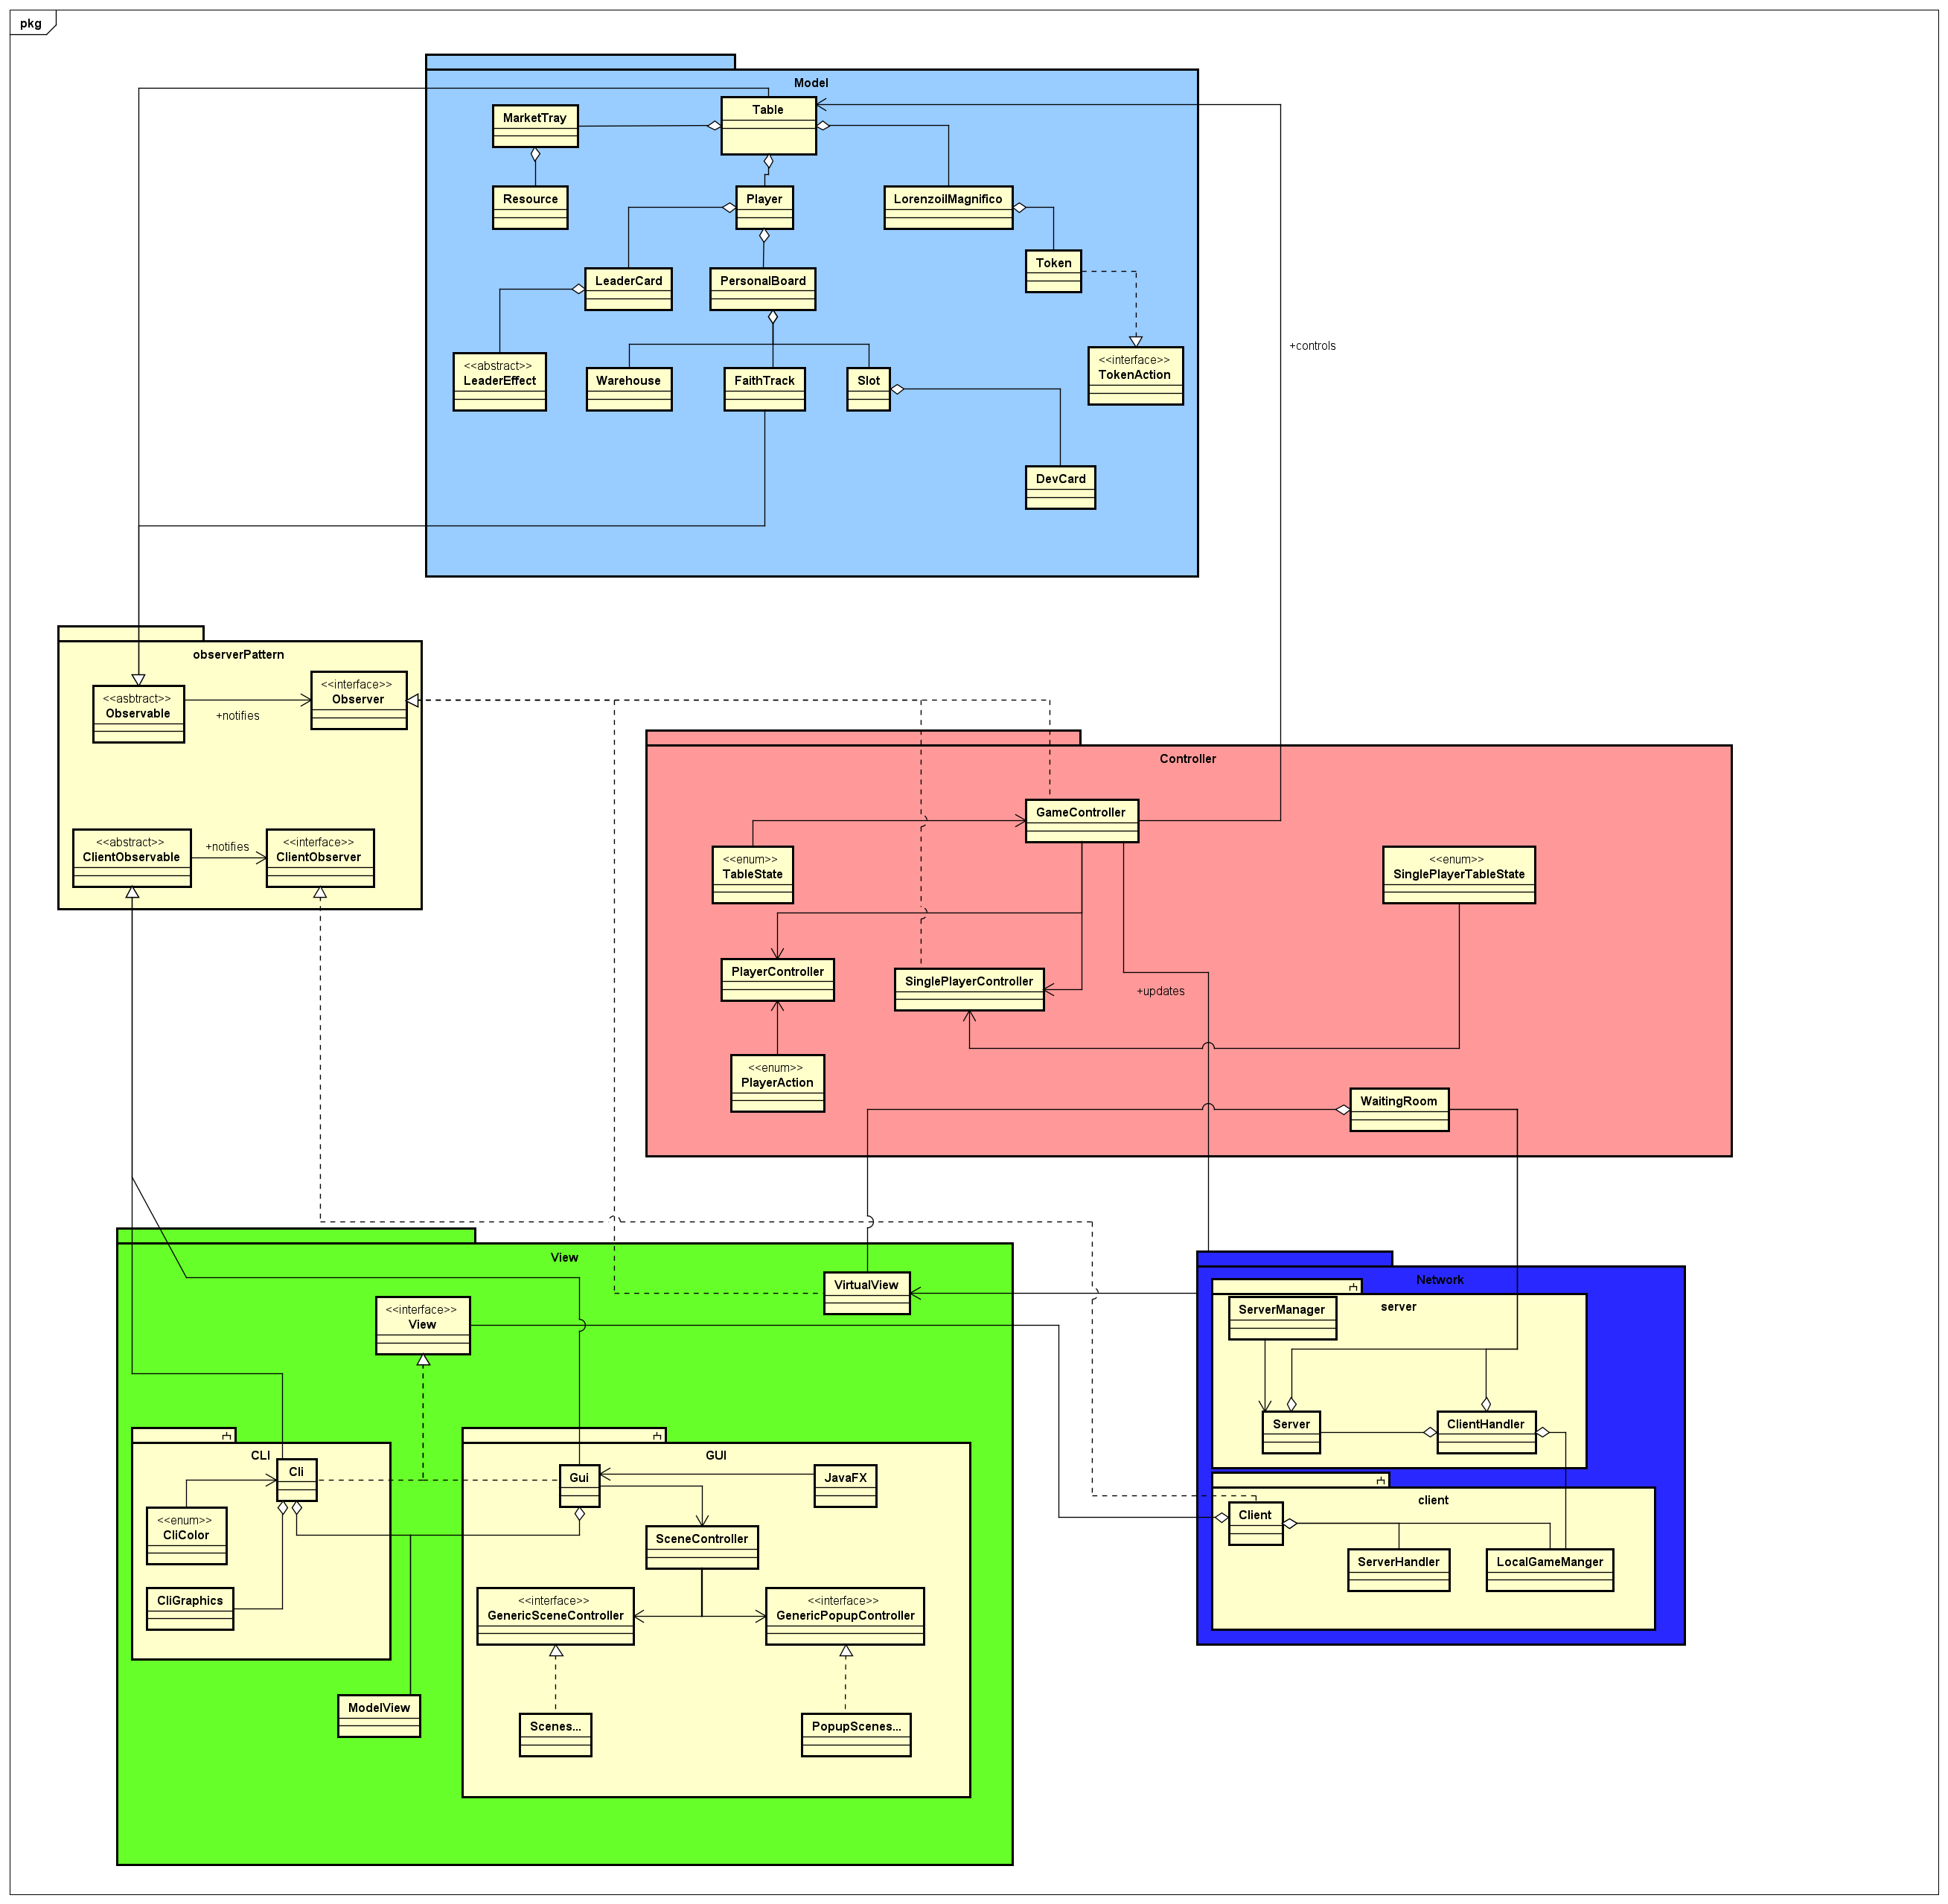 pkg
Model
MarketTray
Table
Resource
Player
LorenzoilMagnifico
Token
LeaderCard
PersonalBoard
<<abstract>>
LeaderEffect
Warehouse
FaithTrack
Slot
<<interface>>
TokenAction
+controls
DevCard
observerPattern
<<asbtract>>
Observable
+notifies
<<interface>>
Observer
<<abstract>>
ClientObservable
+notifies
<<interface>>
ClientObserver
Controller
GameController
<<enum>>
TableState
<<enum>>
SinglePlayerTableState
PlayerController
SinglePlayerController
+updates
<<enum>>
PlayerAction
WaitingRoom
View
VirtualView
<<interface>>
View
CLI
Cli
<<enum>>
CliColor
CliGraphics
ModelView
GUI
Gui
JavaFX
SceneController
<<interface>>
GenericSceneController
<<interface>>
GenericPopupController
Scenes...
PopupScenes...
Network
server
ServerManager
Server
ClientHandler
client
Client
ServerHandler
LocalGameManger